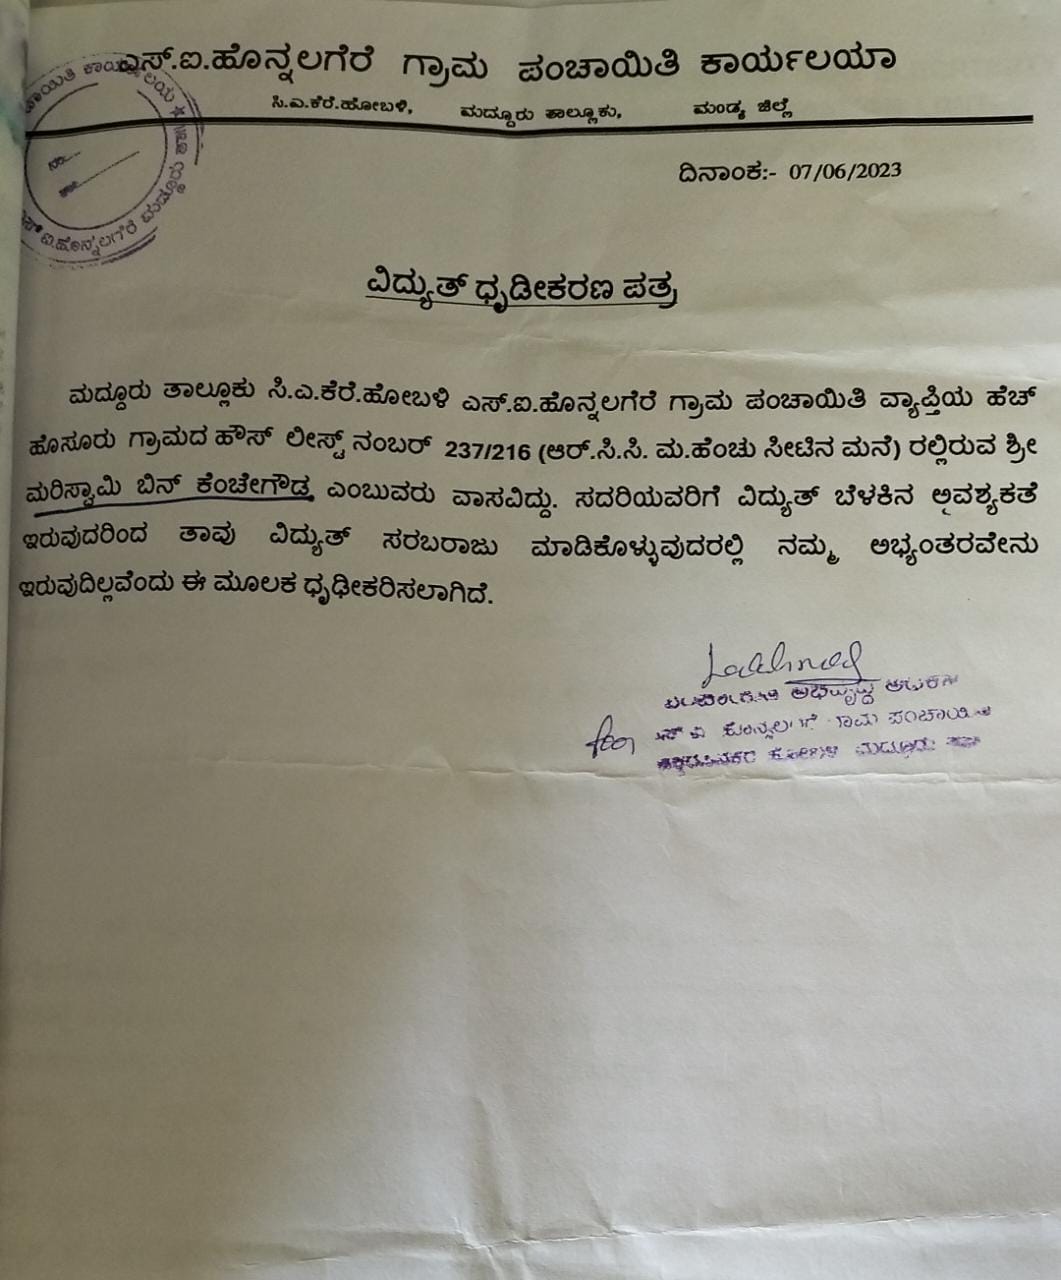 ಎಸ್.ಐ.ಹೊನ್ನಲಗೆರೆ ಗ್ರಾಮ ಪಂಚಾಯಿತಿ ಕಾರ್ಯಲಯಾ
ಸಿ.ಎ.ಕೆರೆ.ಹೋಬಳಿ, ಮದ್ದೂರು ತಾಲ್ಲೂಕು, ಮಂಡ್ಯ ಜಿಲ್ಲೆ
ದಿನಾಂಕ:- 07/06/2023
ವಿದ್ಯುತ್ ಧೃಡೀಕರಣ ಪತ್ರ
ಮದ್ದೂರು ತಾಲ್ಲೂಕು ಸಿ.ಎ.ಕೆರೆ.ಹೋಬಳಿ ಎಸ್.ಐ.ಹೊನ್ನಲಗೆರೆ ಗ್ರಾಮ ಪಂಚಾಯಿತಿ ವ್ಯಾಪ್ತಿಯ ಹೆಚ್
ಹೊಸೂರು ಗ್ರಾಮದ ಹೌಸ್ ಲೀಸ್ಟ್ ನಂಬರ್ 237/216 (ಆರ್.ಸಿ.ಸಿ. ಮ.ಹೆಂಚು ಸೀಟಿನ ಮನೆ) ರಲ್ಲಿರುವ ಶ್ರೀ
ಮರಿಸ್ವಾಮಿ ಬಿನ್ ಕೆಂಚೇಗೌಡ ಎಂಬುವರು ವಾಸವಿದ್ದು. ಸದರಿಯವರಿಗೆ ವಿದ್ಯುತ್ ಬೆಳಕಿನ ಅವಶ್ಯಕತೆ
ಇರುವುದರಿಂದ ತಾವು ವಿದ್ಯುತ್ ಸರಬರಾಜು ಮಾಡಿಕೊಳ್ಳುವುದರಲ್ಲಿ ನಮ್ಮ ಅಭ್ಯಂತರವೇನು
ಇರುವುದಿಲ್ಲವೆಂದು ಈ ಮೂಲಕ ಧೃಢೀಕರಿಸಲಾಗಿದೆ.
ಪಂಚಾಯಿತಿ